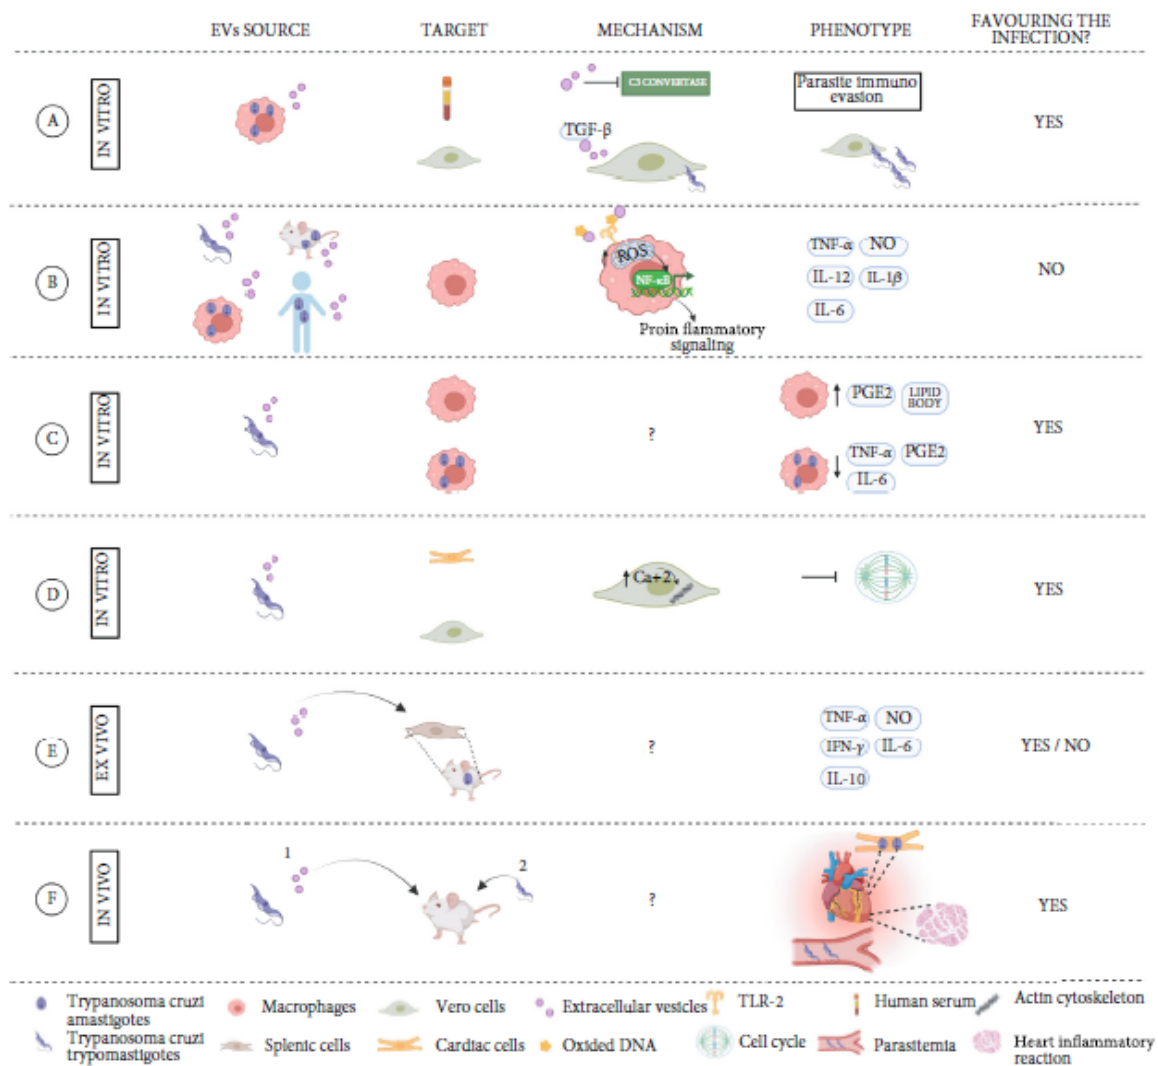 EVs SOURCE
TARGET
MECHANISM
PHENOTYPE
FAVOURING THE
INFECTION?
A
IN VITRO
C3 CONVERTASE
TGF-β
Parasite immuno
evasion
YES
B
IN VITRO
ROS
NF-κB
Proin flammatory
signaling
TNF-α
NO
IL-12
IL-1β
IL-6
NO
C
IN VITRO
?
PGE2
LIPID
BODY
TNF-α
PGE2
IL-6
YES
D
IN VITRO
Ca+2
YES
E
EX VIVO
?
TNF-α
NO
IFN-γ
IL-6
IL-10
YES / NO
F
IN VIVO
1
2
?
YES
Trypanosoma cruzi
amastigotes
Macrophages
Vero cells
Extracellular vesicles
TLR-2
Human serum
Actin cytoskeleton
Trypanosoma cruzi
trypomastigotes
Splenic cells
Cardiac cells
Oxided DNA
Cell cycle
Parasitemia
Heart inflammatory
reaction